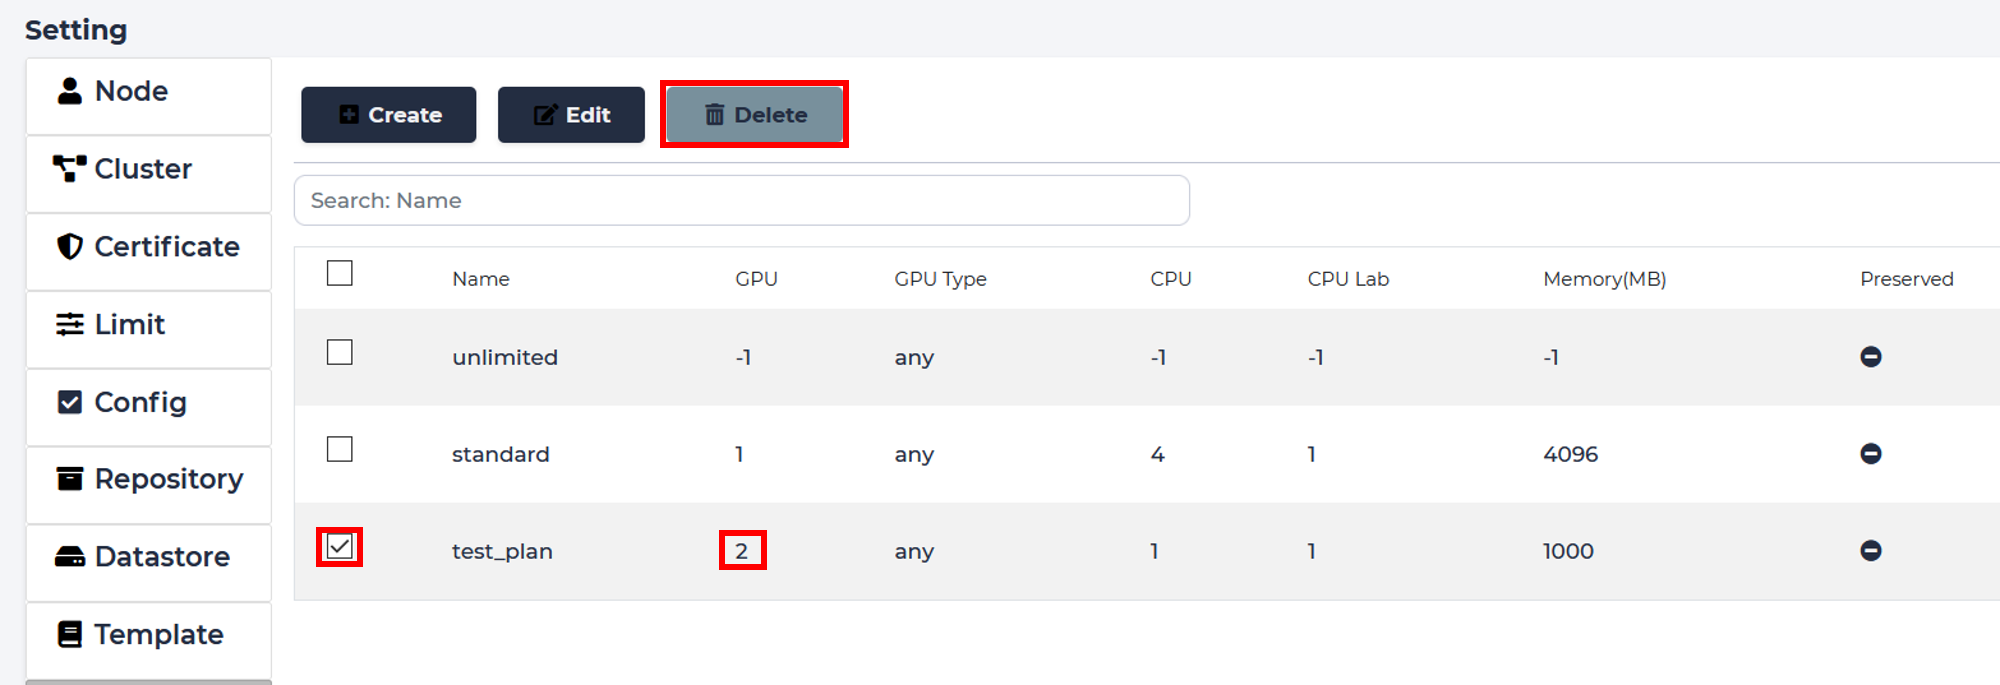 Setting
Node
Cluster
Certificate
Limit
Config
Repository
Datastore
Template
Create Edit Delete
Search: Name
Name GPU GPU Type CPU CPU Lab Memory(MB) Preserved
unlimited -1 any -1 -1 -1
standard 1 any 4 1 4096
test_plan 2 any 1 1 1000